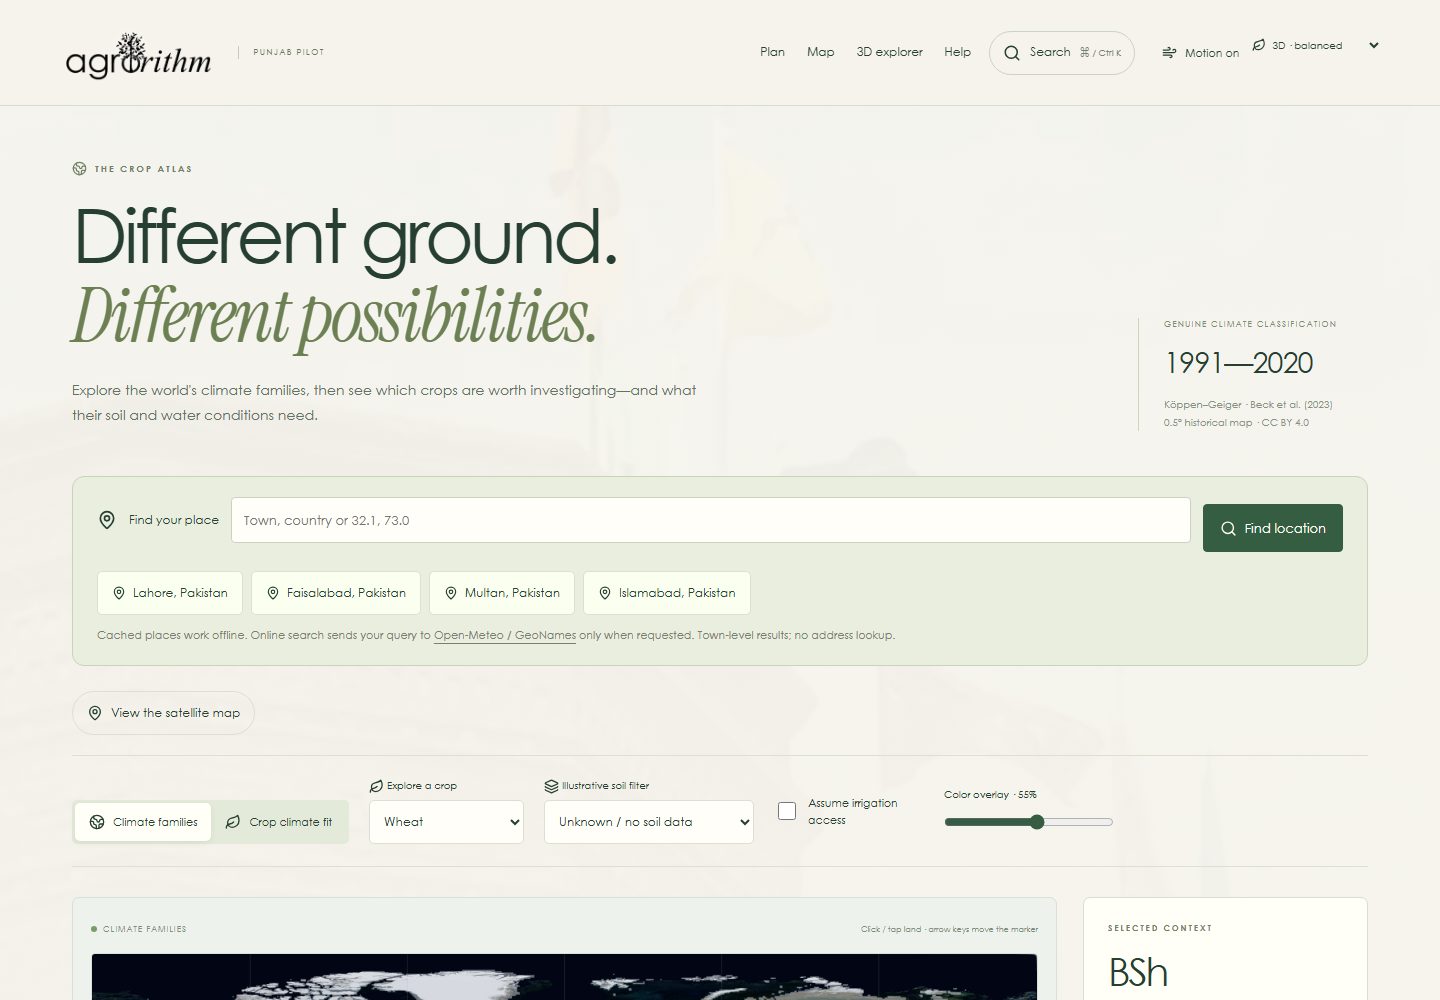 agrorithm
PUNJAB PILOT
Plan
Map
3D explorer
Help
Search ⌘ / Ctrl K
Motion on
3D · balanced
THE CROP ATLAS
Different ground.
Different possibilities.
Explore the world's climate families, then see which crops are worth investigating—and what
their soil and water conditions need.
GENUINE CLIMATE CLASSIFICATION
1991—2020
Köppen–Geiger · Beck et al. (2023)
0.5° historical map · CC BY 4.0
Find your place
Town, country or 32.1, 73.0
Find location
Lahore, Pakistan
Faisalabad, Pakistan
Multan, Pakistan
Islamabad, Pakistan
Cached places work offline. Online search sends your query to Open-Meteo / GeoNames only when requested. Town-level results; no address lookup.
View the satellite map
Climate families
Crop climate fit
Explore a crop
Wheat
Illustrative soil filter
Unknown / no soil data
Assume irrigation
access
Color overlay · 55%
CLIMATE FAMILIES
Click / tap land · arrow keys move the marker
SELECTED CONTEXT
BSh